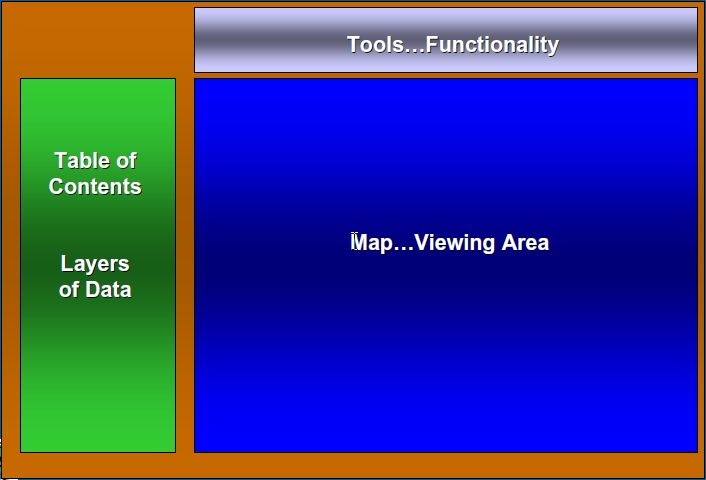 Tools…Functionality
Table of
Contents
Layers
of Data
Map…Viewing Area